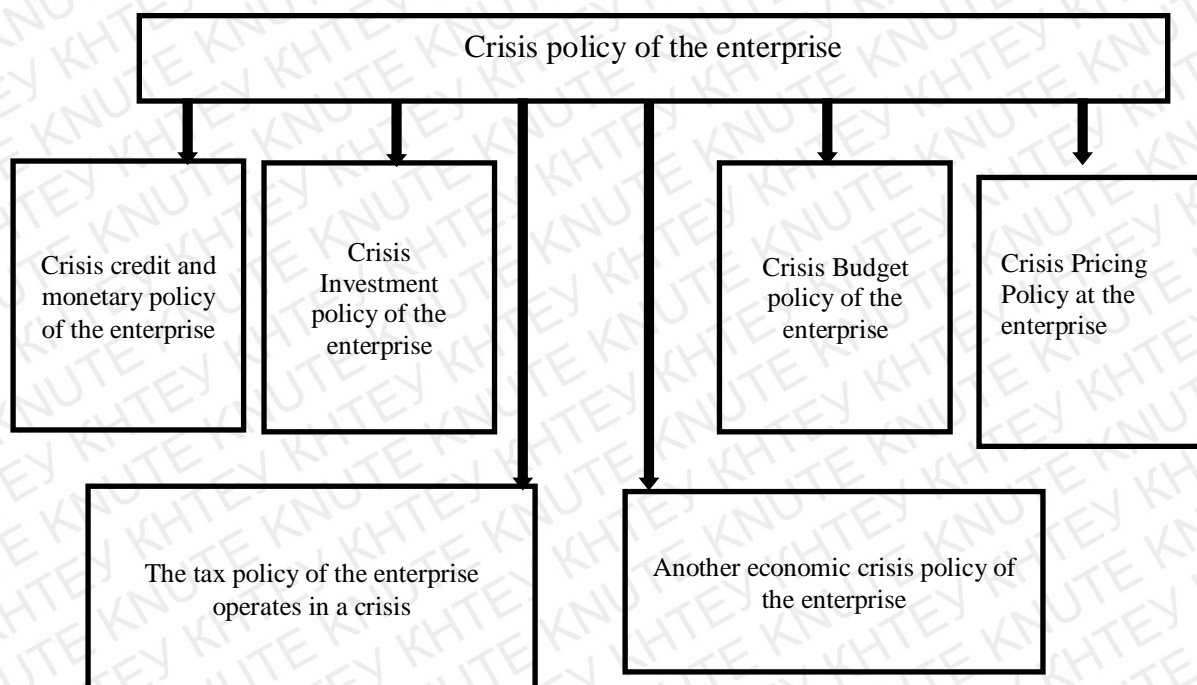 Crisis policy of the enterprise
Crisis credit and
monetary policy
of the enterprise
Crisis
Investment
policy of the
enterprise
Crisis Budget
policy of the
enterprise
Crisis Pricing
Policy at the
enterprise
The tax policy of the enterprise
operates in a crisis
Another economic crisis policy of
the enterprise
КНТЕУ KNUTE